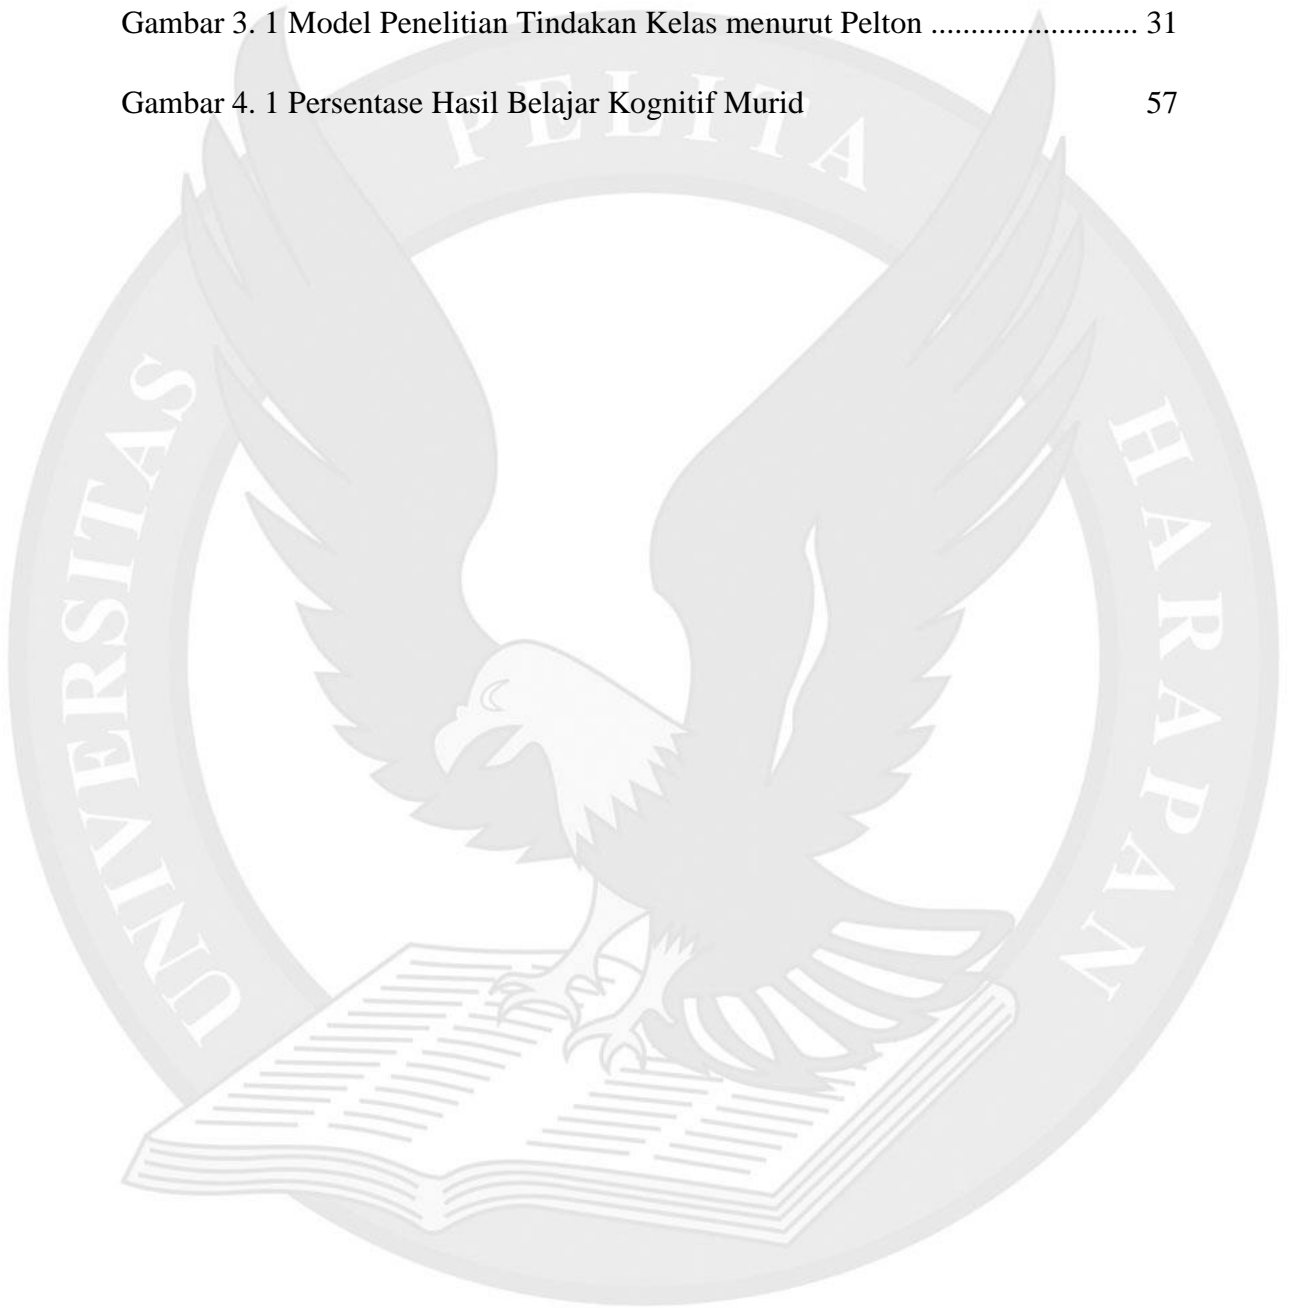 Gambar 3. 1 Model Penelitian Tindakan Kelas menurut Pelton .......................... 31
Gambar 4. 1 Persentase Hasil Belajar Kognitif Murid 57
UNIVERSITAS PELITA HARAPAN